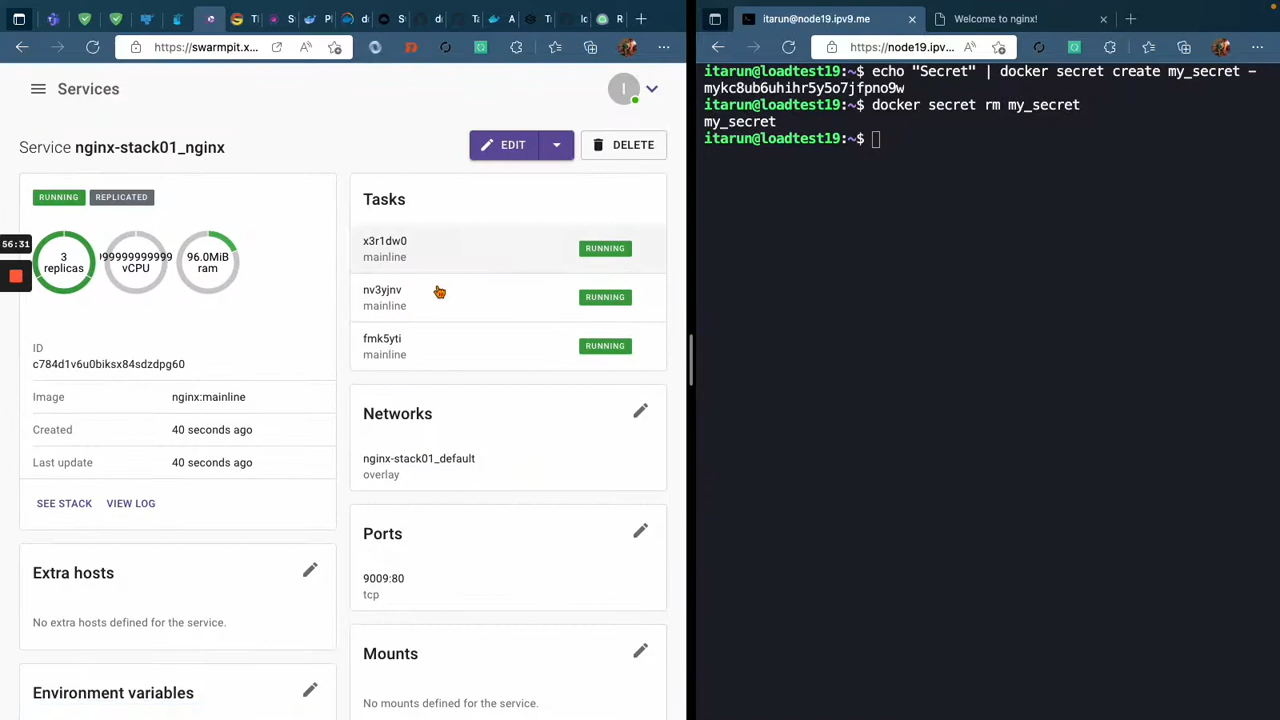 https://swarmpit.x...
Services
I
Service nginx-stack01_nginx
EDIT
DELETE
RUNNING
REPLICATED
56:31
3
replicas
999999999999
vCPU
96.0MiB
ram
ID
c784d1v6u0biksx84sdzdpg60
Image
nginx:mainline
Created
40 seconds ago
Last update
40 seconds ago
SEE STACK
VIEW LOG
Extra hosts
No extra hosts defined for the service.
Environment variables
Tasks
x3r1dw0
mainline
RUNNING
nv3yjnv
mainline
RUNNING
fmk5yti
mainline
RUNNING
Networks
nginx-stack01_default
overlay
Ports
9009:80
tcp
Mounts
No mounts defined for the service.
itarun@node19.ipv9.me
Welcome to nginx!
https://node19.ipv...
itarun@loadtest19:~$ echo "Secret" | docker secret create my_secret -
mykc8ub6uhihr5y5o7jfpno9w
itarun@loadtest19:~$ docker secret rm my_secret
my_secret
itarun@loadtest19:~$